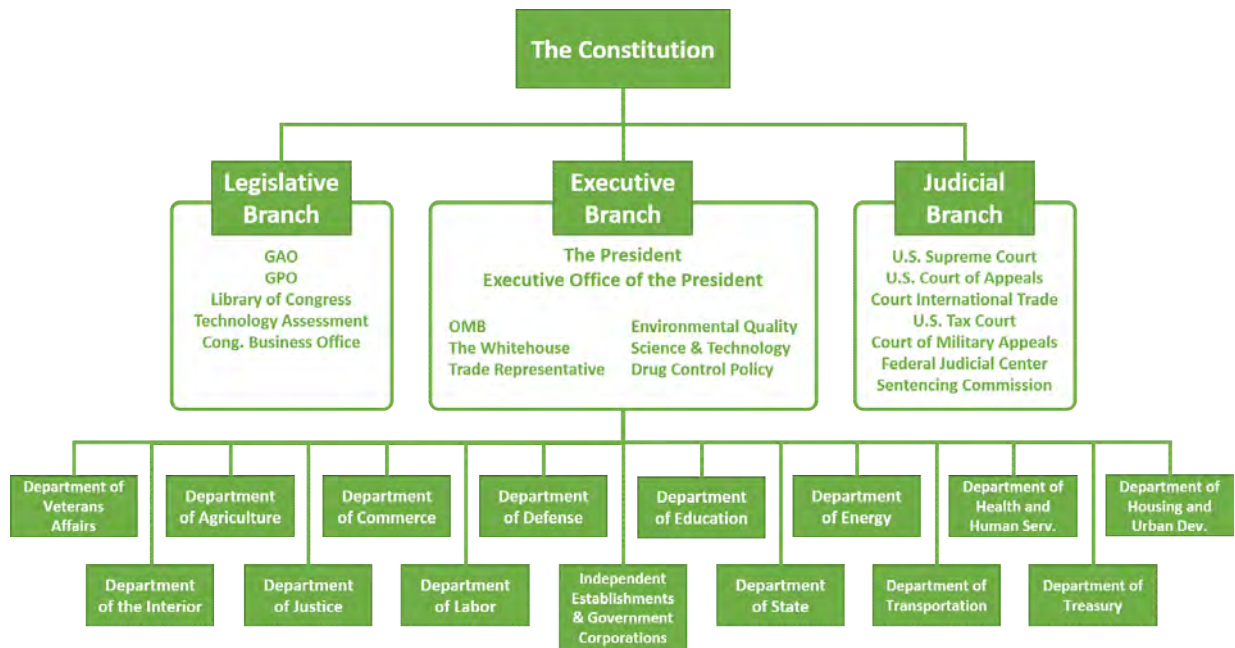 The Constitution
Legislative
Branch
GAO
GPO
Library of Congress
Technology Assessment
Cong. Business Office
Executive
Branch
The President
Executive Office of the President
OMB
The Whitehouse
Trade Representative
Environmental Quality
Science & Technology
Drug Control Policy
Judicial
Branch
U.S. Supreme Court
U.S. Court of Appeals
Court International Trade
U.S. Tax Court
Court of Military Appeals
Federal Judicial Center
Sentencing Commission
Department of
Veterans
Affairs
Department
of Agriculture
Department
of Commerce
Department
of Defense
Department
of Education
Department
of Energy
Department of
Health and
Human Serv.
Department of
Housing and
Urban Dev.
Department
of the Interior
Department
of Justice
Department
of Labor
Independent
Establishments
& Government
Corporations
Department
of State
Department of
Transportation
Department of
Treasury